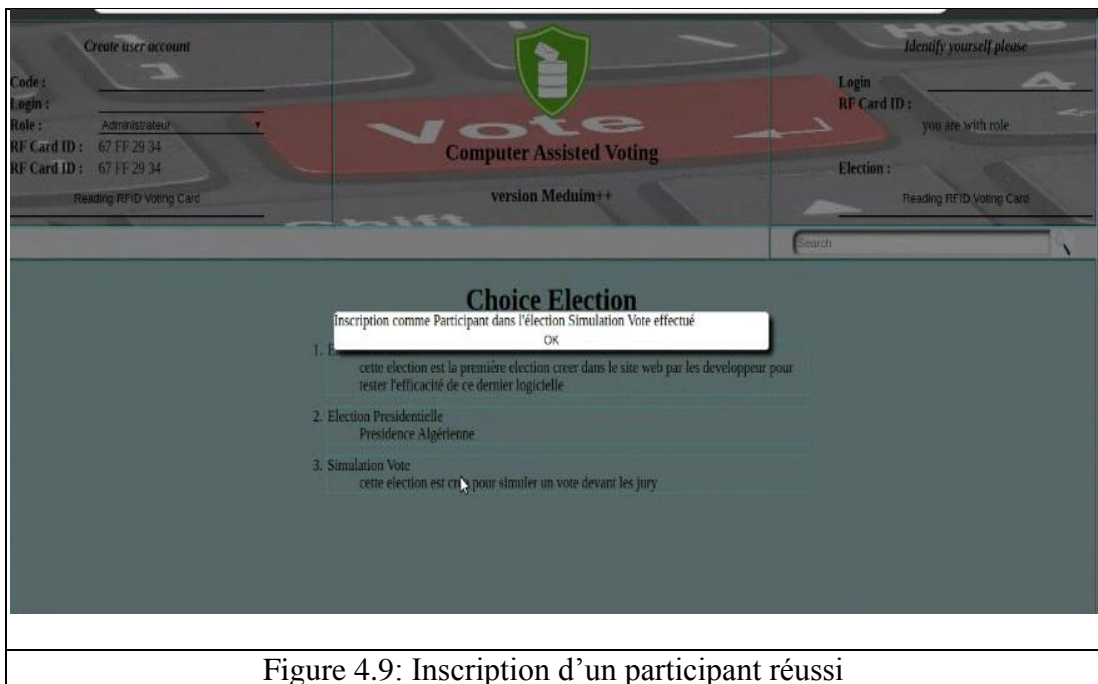 Create user account
Code :
Login :
Role : Administrateur
RF Card ID : 67 FF 29 34
RF Card ID : 67 FF 29 34
Reading RFID Voting Card
Home
Vote
Shift
Computer Assisted Voting
version Meduim++
Identify yourself please
Login
RF Card ID :
you are with role
Election :
Reading RFID Voting Card
Search
Choice Election
Inscription comme Participant dans l'élection Simulation Vote effectué
OK
1.
cette election est la première election creer dans le site web par les developpeur pour
tester l'efficacité de ce dernier logicielle
2. Election Presidentielle
Presidence Algérienne
3. Simulation Vote
cette election est pour simuler un vote devant les jury
Figure 4.9: Inscription d’un participant réussi